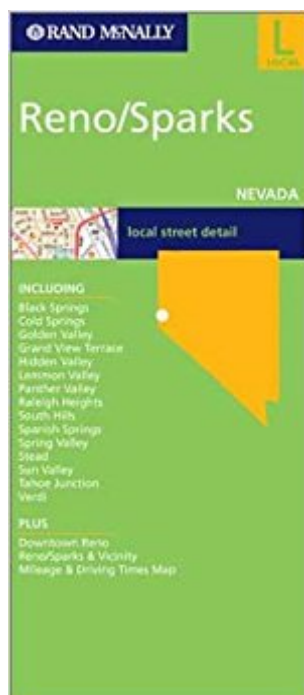 RAND MCNALLY
L
LOCAL
Reno/Sparks
NEVADA
local street detail
INCLUDING
Black Springs
Cold Springs
Golden Valley
Grand View Terrace
Hidden Valley
Lemmon Valley
Panther Valley
Raleigh Heights
South Hills
Spanish Springs
Spring Valley
Stead
Sun Valley
Tahoe Junction
Verdi
PLUS
Downtown Reno
Reno/Sparks & Vicinity
Mileage & Driving Times Map